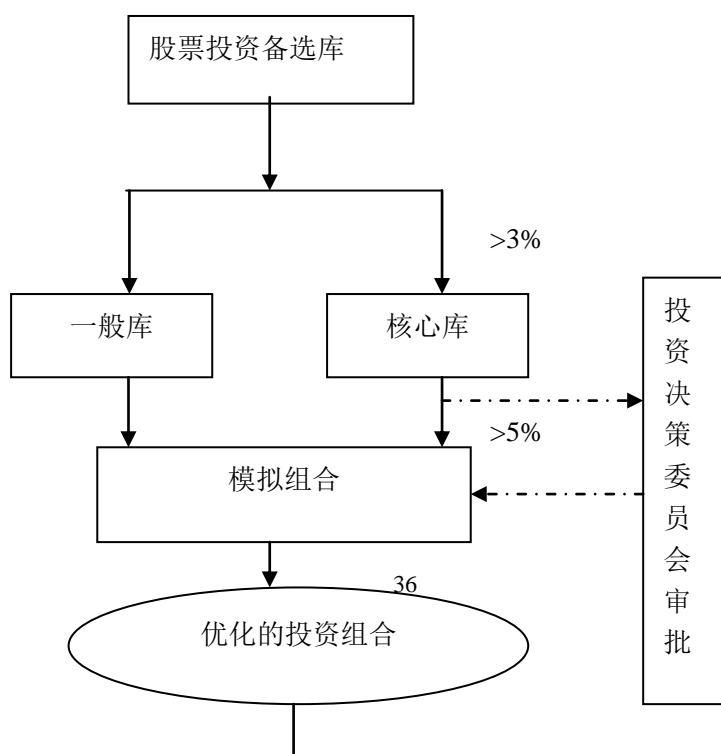 股票投资备选库
>3%
一般库
核心库
投资决策委员会审批
>5%
模拟组合
36
优化的投资组合